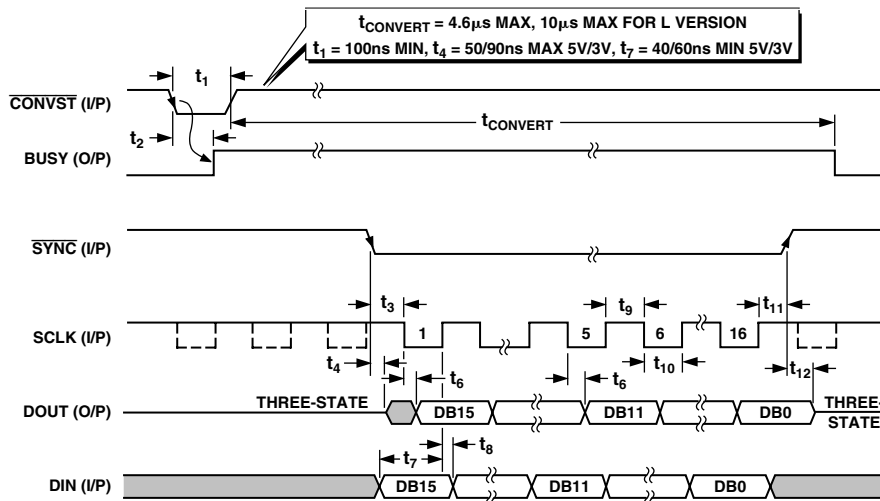 tCONVERT = 4.6μs MAX, 10μs MAX FOR L VERSION
t1 = 100ns MIN, t4 = 50/90ns MAX 5V/3V, t7 = 40/60ns MIN 5V/3V
t1
CONVST (I/P)
tCONVERT
t2
BUSY (O/P)
SYNC (I/P)
t3
t9
t11
SCLK (I/P)
1
5
6
16
t4
t6
t6
t10
t12
DOUT (O/P)
THREE-STATE
DB15
DB11
DB0
THREE-
STATE
t7
t8
DIN (I/P)
DB15
DB11
DB0